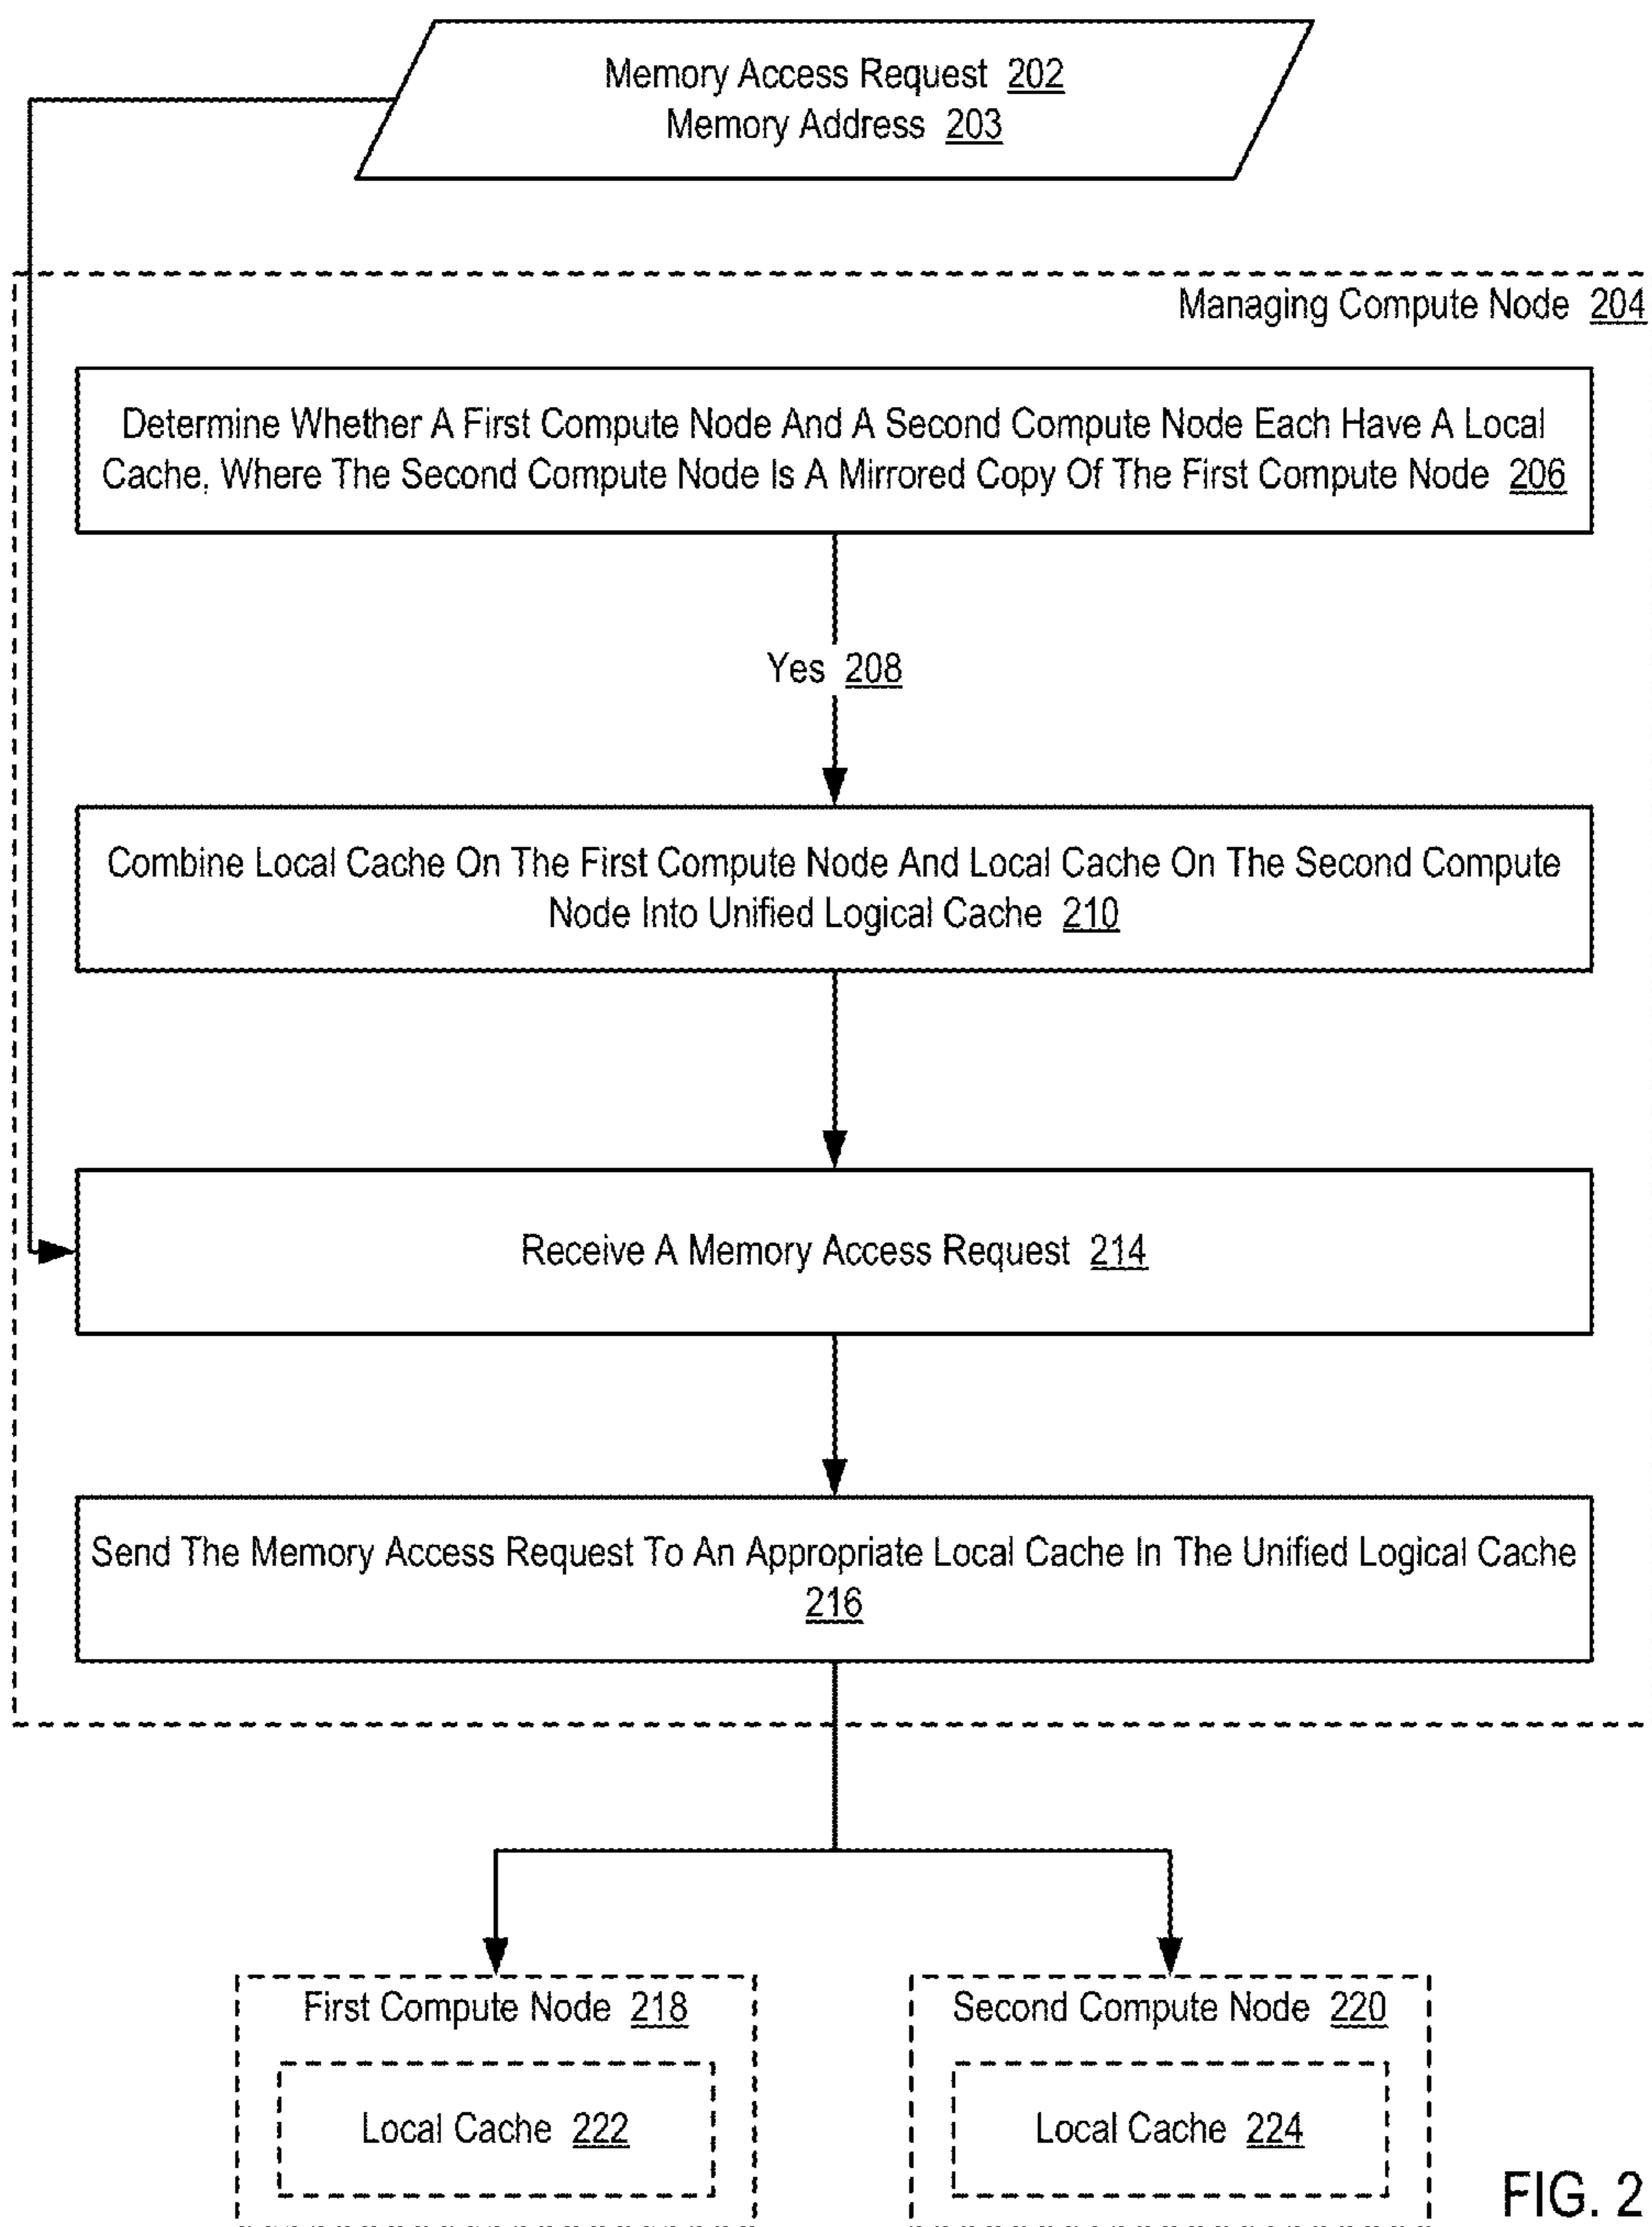 Memory Access Request 202
Memory Address 203
Managing Compute Node 204
Determine Whether A First Compute Node And A Second Compute Node Each Have A Local
Cache, Where The Second Compute Node Is A Mirrored Copy Of The First Compute Node 206
Yes 208
Combine Local Cache On The First Compute Node And Local Cache On The Second Compute
Node Into Unified Logical Cache 210
Receive A Memory Access Request 214
Send The Memory Access Request To An Appropriate Local Cache In The Unified Logical Cache
216
First Compute Node 218
Second Compute Node 220
Local Cache 222
Local Cache 224
FIG. 2